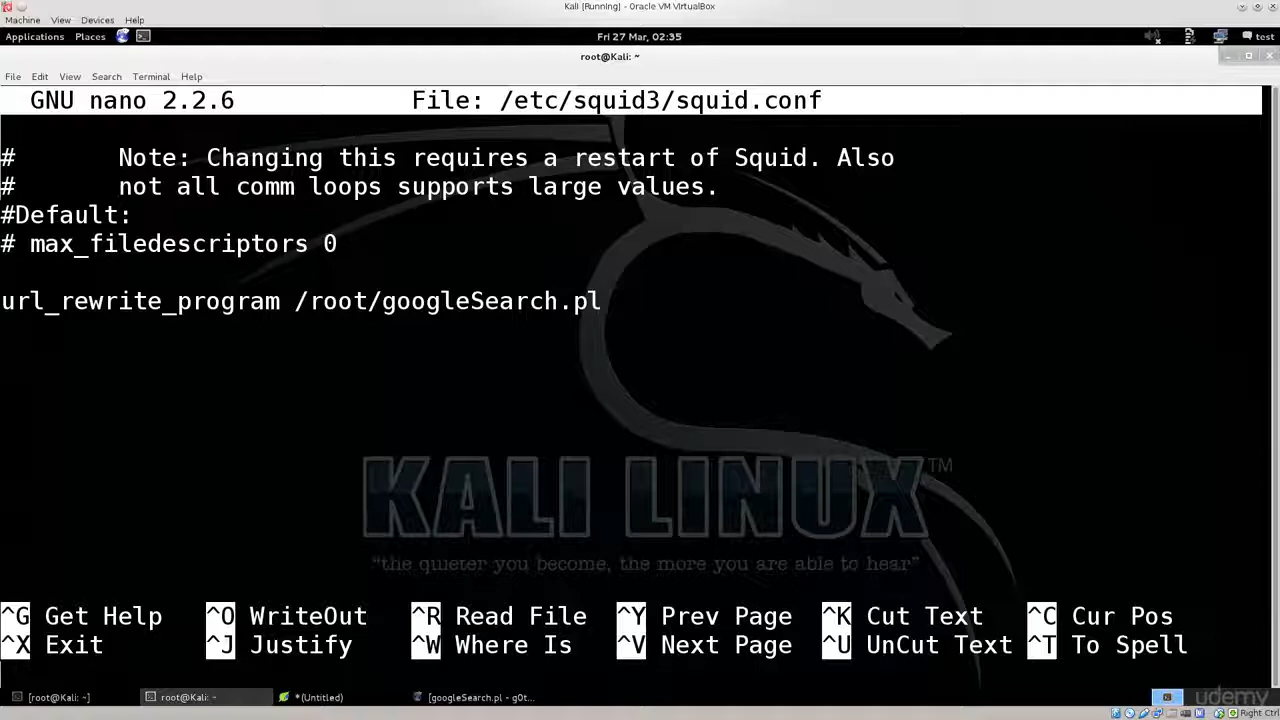 Kali [Running] - Oracle VM VirtualBox
Machine View Devices Help
Applications Places Fri 27 Mar, 02:35 test
root@Kali: ~
File Edit View Search Terminal Help
GNU nano 2.2.6 File: /etc/squid3/squid.conf
# Note: Changing this requires a restart of Squid. Also
# not all comm loops supports large values.
#Default:
# max_filedescriptors 0
url_rewrite_program /root/googleSearch.pl
KALI LINUX™
"the quieter you become, the more you are able to hear"
^G Get Help ^O WriteOut ^R Read File ^Y Prev Page ^K Cut Text ^C Cur Pos
^X Exit ^J Justify ^W Where Is ^V Next Page ^U UnCut Text ^T To Spell
[root@Kali: ~] root@Kali: ~ *(Untitled) [googleSearch.pl - g0t... udemy
Right Ctrl